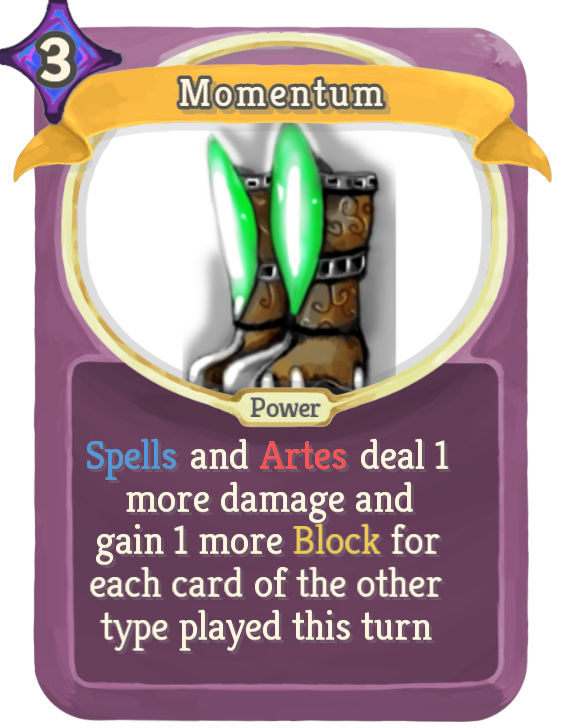 3
Momentum
Power
Spells and Artes deal 1
more damage and
gain 1 more Block for
each card of the other
type played this turn